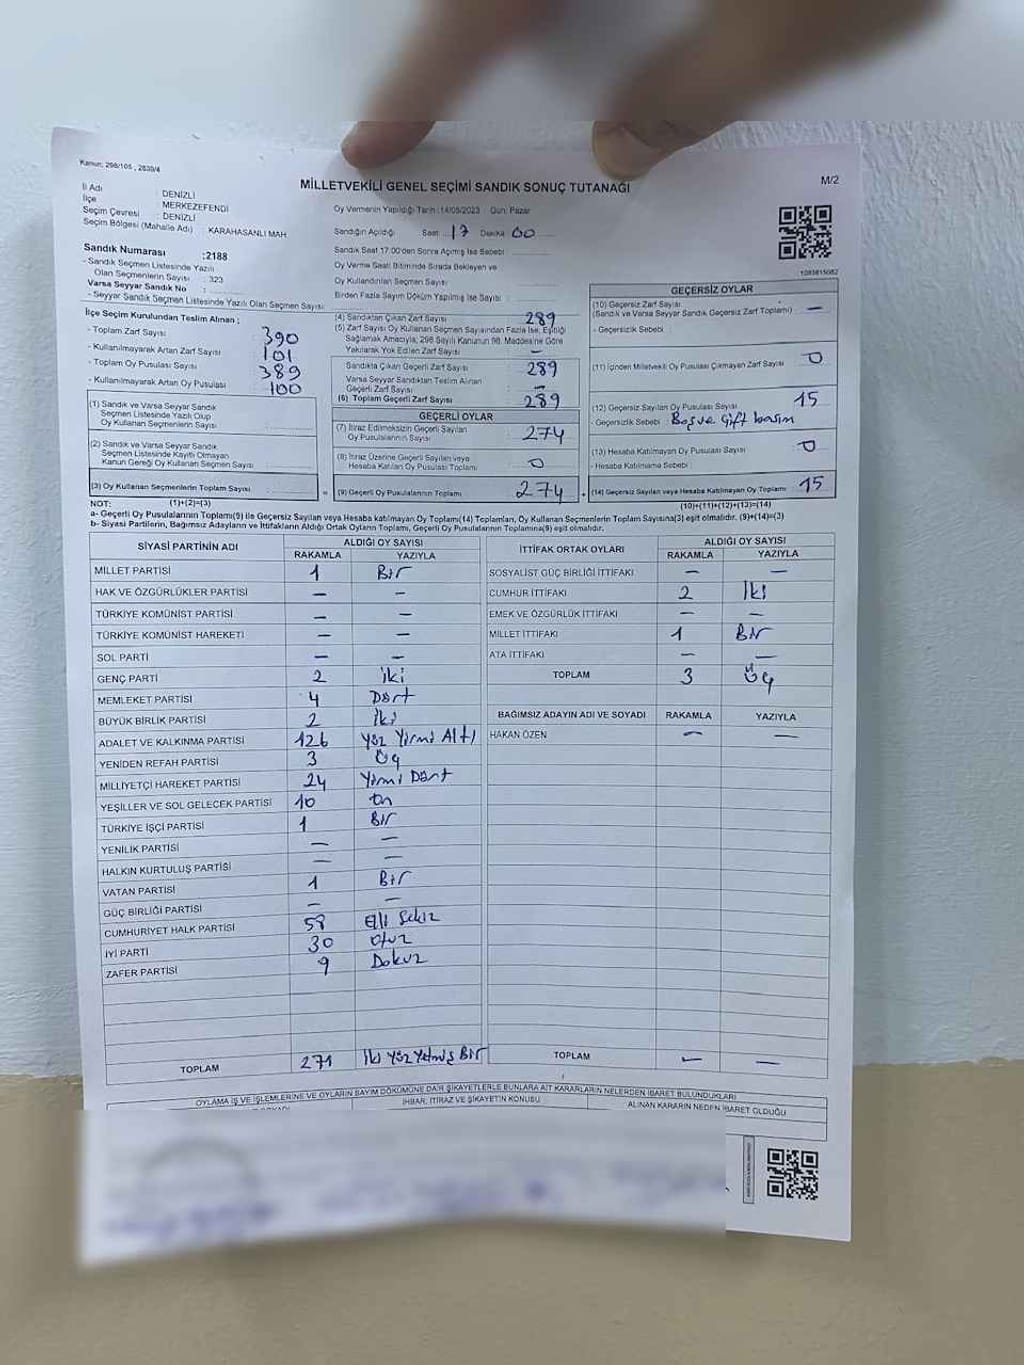 Kanun: 298/105 , 2839/4
MİLLETVEKİLİ GENEL SEÇİMİ SANDIK SONUÇ TUTANAĞI
M/2
İl Adı : DENİZLİ
İlçe : MERKEZEFENDİ
Seçim Çevresi : DENİZLİ
Seçim Bölgesi (Mahalle Adı) : KARAHASANLI MAH.
Sandık Numarası :2188
- Sandık Seçmen Listesinde Yazılı
Olan Seçmenlerin Sayısı : 323
Varsa Seyyar Sandık No :
- Seyyar Sandık Seçmen Listesinde Yazılı Olan Seçmen Sayısı :
İlçe Seçim Kurulundan Teslim Alınan ;
- Toplam Zarf Sayısı : 390
- Kullanılmayarak Artan Zarf Sayısı : 101
- Toplam Oy Pusulası Sayısı : 389
- Kullanılmayarak Artan Oy Pusulası : 100
(1) Sandık ve Varsa Seyyar Sandık
Seçmen Listesinde Yazılı Olup
Oy Kullanan Seçmenlerin Sayısı :
(2) Sandık ve Varsa Seyyar Sandık
Seçmen Listesinde Kayıtlı Olmayan
Kanun Gereği Oy Kullanan Seçmen Sayısı :
(3) Oy Kullanan Seçmenlerin Toplam Sayısı :
Oy Vermenin Yapıldığı Tarih :14/05/2023 Gün: Pazar
Sandığın Açıldığı Saat : 17 Dakika 00
Sandık Saat 17:00'den Sonra Açılmış İse Sebebi :
Oy Verme Saati Bitiminde Sırada Bekleyen ve
Oy Kullandırılan Seçmen Sayısı :
Birden Fazla Sayım Döküm Yapılmış İse Sayısı :
(4) Sandıktan Çıkan Zarf Sayısı : 289
(5) Zarf Sayısı Oy Kullanan Seçmen Sayısından Fazla İse, Eşitliği
Sağlamak Amacıyla, 298 Sayılı Kanunun 98. Maddesine Göre
Yakılarak Yok Edilen Zarf Sayısı : —
Sandıkta Çıkan Geçerli Zarf Sayısı : 289
Varsa Seyyar Sandıktan Teslim Alınan
Geçerli Zarf Sayısı : —
(6) Toplam Geçerli Zarf Sayısı : 289
GEÇERLİ OYLAR
(7) İtiraz Edilmeksizin Geçerli Sayılan
Oy Pusulalarının Sayısı : 274
(8) İtiraz Üzerine Geçerli Sayılan veya
Hesaba Katılan Oy Pusulası Toplamı : 0
(9) Geçerli Oy Pusulalarının Toplamı : 274
1083815082
GEÇERSİZ OYLAR
(10) Geçersiz Zarf Sayısı
(Sandık ve Varsa Seyyar Sandık Geçersiz Zarf Toplamı) : —
- Geçersizlik Sebebi :
(11) İçinden Milletvekili Oy Pusulası Çıkmayan Zarf Sayısı : 0
(12) Geçersiz Sayılan Oy Pusulası Sayısı : 15
- Geçersizlik Sebebi : Boş ve Çift basım
(13) Hesaba Katılmayan Oy Pusulası Sayısı : 0
- Hesaba Katılmama Sebebi :
(14) Geçersiz Sayılan veya Hesaba Katılmayan Oy Toplamı : 15
NOT: (1)+(2)=(3) (10)+(11)+(12)+(13)=(14)
a- Geçerli Oy Pusulalarının Toplamı(9) ile Geçersiz Sayılan veya Hesaba katılmayan Oy Toplamı(14) Toplamları, Oy Kullanan Seçmenlerin Toplam Sayısına(3) eşit olmalıdır. (9)+(14)=(3)
b- Siyasi Partilerin, Bağımsız Adayların ve İttifakların Aldığı Ortak Oyların Toplamı, Geçerli Oy Pusulalarının Toplamına(9) eşit olmalıdır.
SİYASİ PARTİNİN ADI ALDIĞI OY SAYISI
RAKAMLA YAZIYLA
MİLLET PARTİSİ 1 Bir
HAK VE ÖZGÜRLÜKLER PARTİSİ — —
TÜRKİYE KOMÜNİST PARTİSİ — —
TÜRKİYE KOMÜNİST HAREKETİ — —
SOL PARTİ — —
GENÇ PARTİ 2 İki
MEMLEKET PARTİSİ 4 Dört
BÜYÜK BİRLİK PARTİSİ 2 İki
ADALET VE KALKINMA PARTİSİ 126 Yüz Yirmi Altı
YENİDEN REFAH PARTİSİ 3 Üç
MİLLİYETÇİ HAREKET PARTİSİ 24 Yirmi Dört
YEŞİLLER VE SOL GELECEK PARTİSİ 10 On
TÜRKİYE İŞÇİ PARTİSİ 1 Bir
YENİLİK PARTİSİ — —
HALKIN KURTULUŞ PARTİSİ — —
VATAN PARTİSİ 1 Bir
GÜÇ BİRLİĞİ PARTİSİ — —
CUMHURİYET HALK PARTİSİ 58 Elli Sekiz
İYİ PARTİ 30 Otuz
ZAFER PARTİSİ 9 Dokuz
TOPLAM 271 İki Yüz Yetmiş Bir
İTTİFAK ORTAK OYLARI ALDIĞI OY SAYISI
RAKAMLA YAZIYLA
SOSYALİST GÜÇ BİRLİĞİ İTTİFAKI — —
CUMHUR İTTİFAKI 2 İki
EMEK VE ÖZGÜRLÜK İTTİFAKI — —
MİLLET İTTİFAKI 1 Bir
ATA İTTİFAKI — —
TOPLAM 3 Üç
BAĞIMSIZ ADAYIN ADI VE SOYADI RAKAMLA YAZIYLA
HAKAN ÖZEN — —
TOPLAM — —
OYLAMA İŞ VE İŞLEMLERİNE VE OYLARIN SAYIM DÖKÜMÜNE DAİR ŞİKAYETLERLE BUNLARA AİT KARARLARIN NELERDEN İBARET BULUNDUKLARI
İHBAR, İTİRAZ VE ŞİKAYETİN KONUSU ALINAN KARARIN NEDEN İBARET OLDUĞU